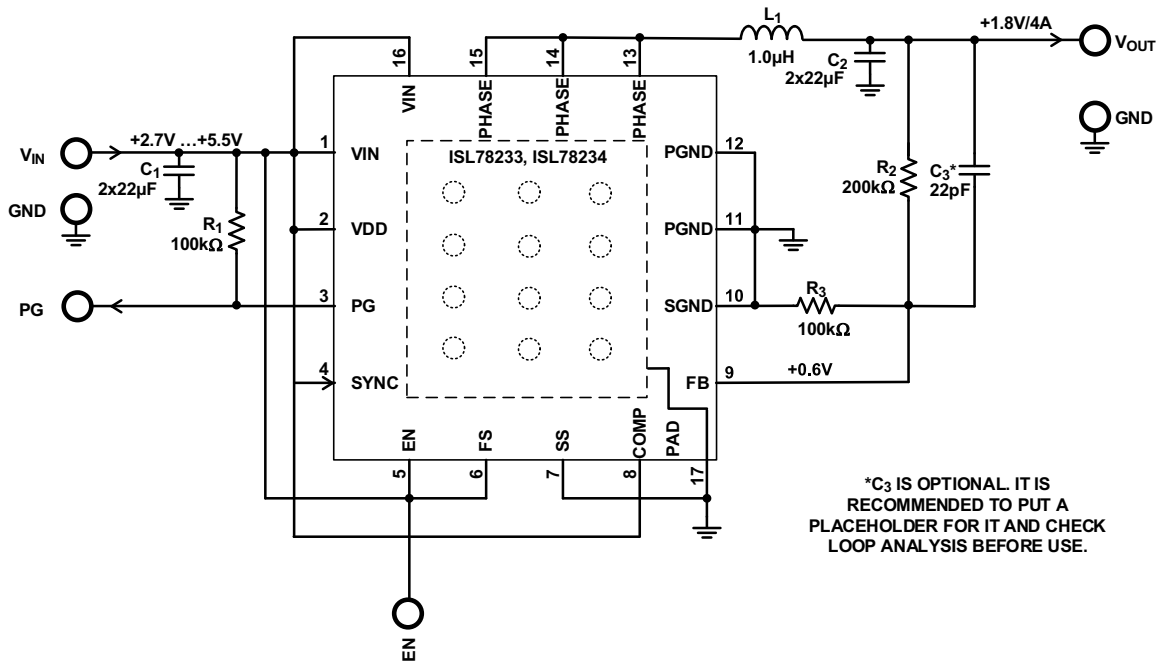 L1
1.0µH
+1.8V/4A
VOUT
C2
2x22µF
GND
16
15
14
13
VIN
PHASE
PHASE
PHASE
+2.7V ...+5.5V
VIN
C1
2x22µF
GND
R1
100kΩ
PG
1
VIN
2
VDD
3
PG
4
SYNC
ISL78233, ISL78234
PGND
12
PGND
11
SGND
10
FB
9
+0.6V
R2
200kΩ
C3*
22pF
R3
100kΩ
EN
FS
SS
COMP
PAD
5
6
7
8
17
EN
*C3 IS OPTIONAL. IT IS
RECOMMENDED TO PUT A
PLACEHOLDER FOR IT AND CHECK
LOOP ANALYSIS BEFORE USE.